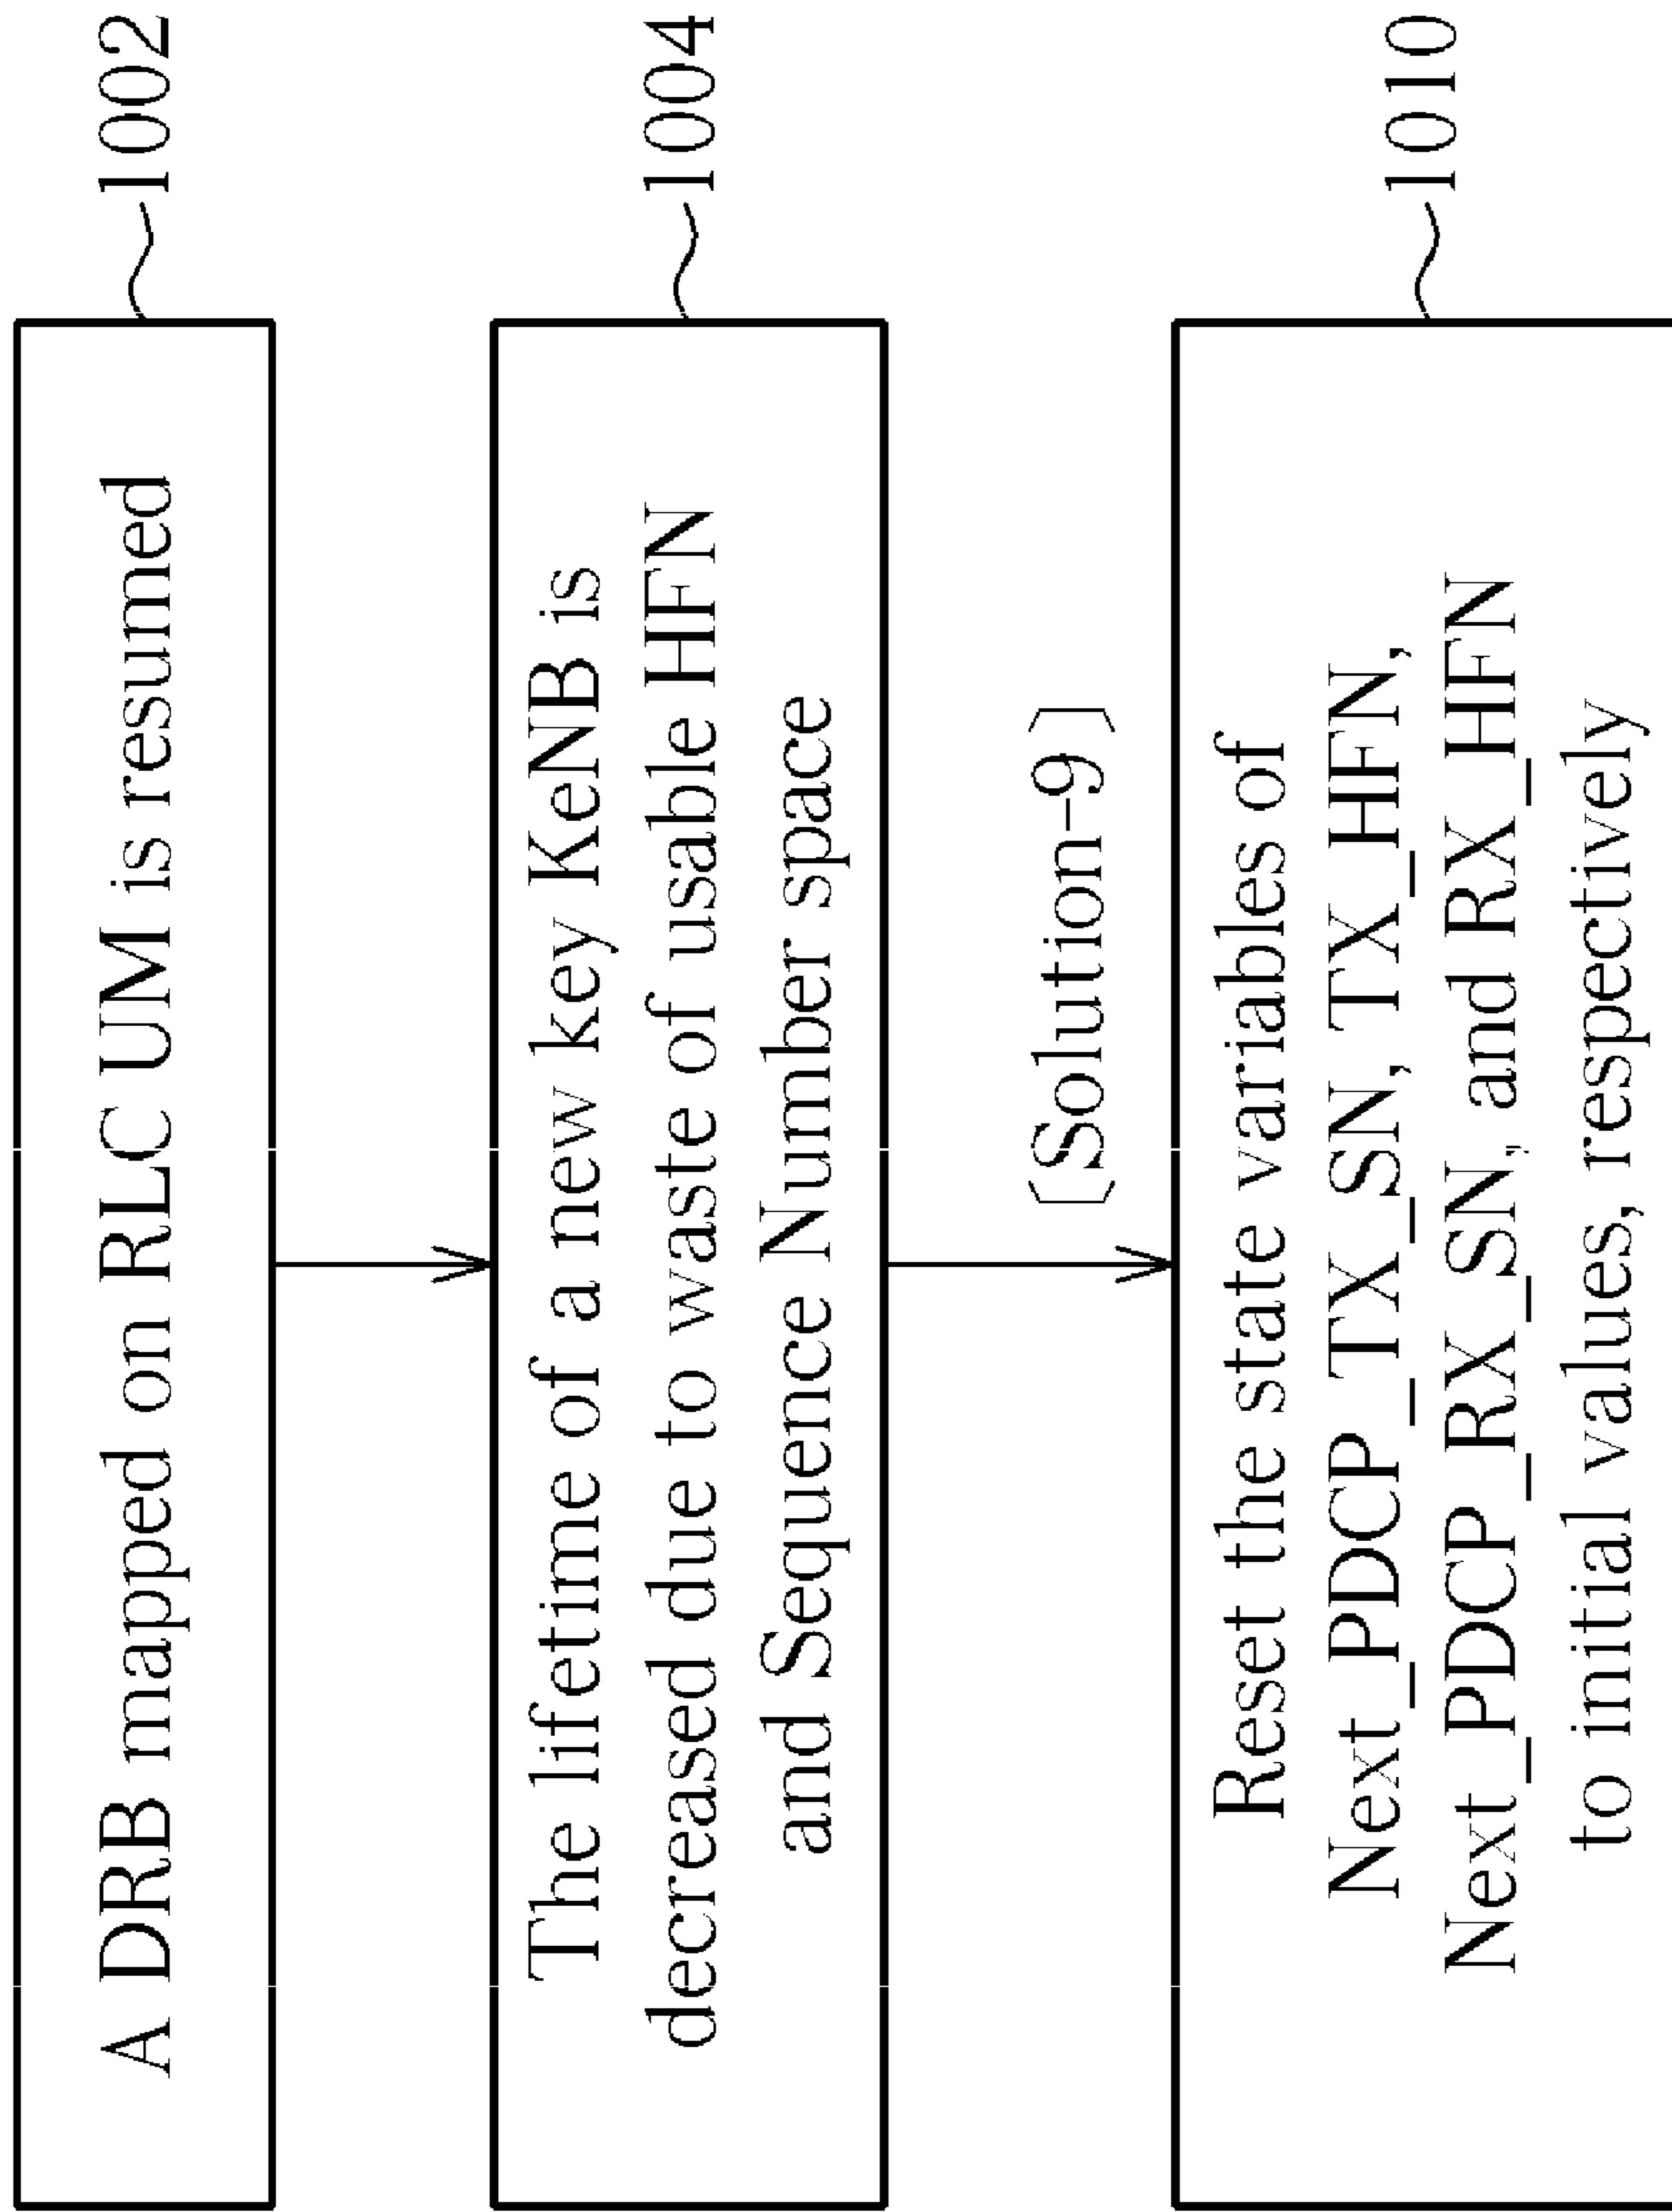 A DRB mapped on RLC UM is resumed
1002
The lifetime of a new key KeNB is
decreased due to waste of usable HFN
and Sequence Number space
1004
(Solution-9)
Reset the state variables of
Next_PDCP_TX_SN, TX_HFN,
Next_PDCP_RX_SN, and RX_HFN
to initial values, respectively
1010